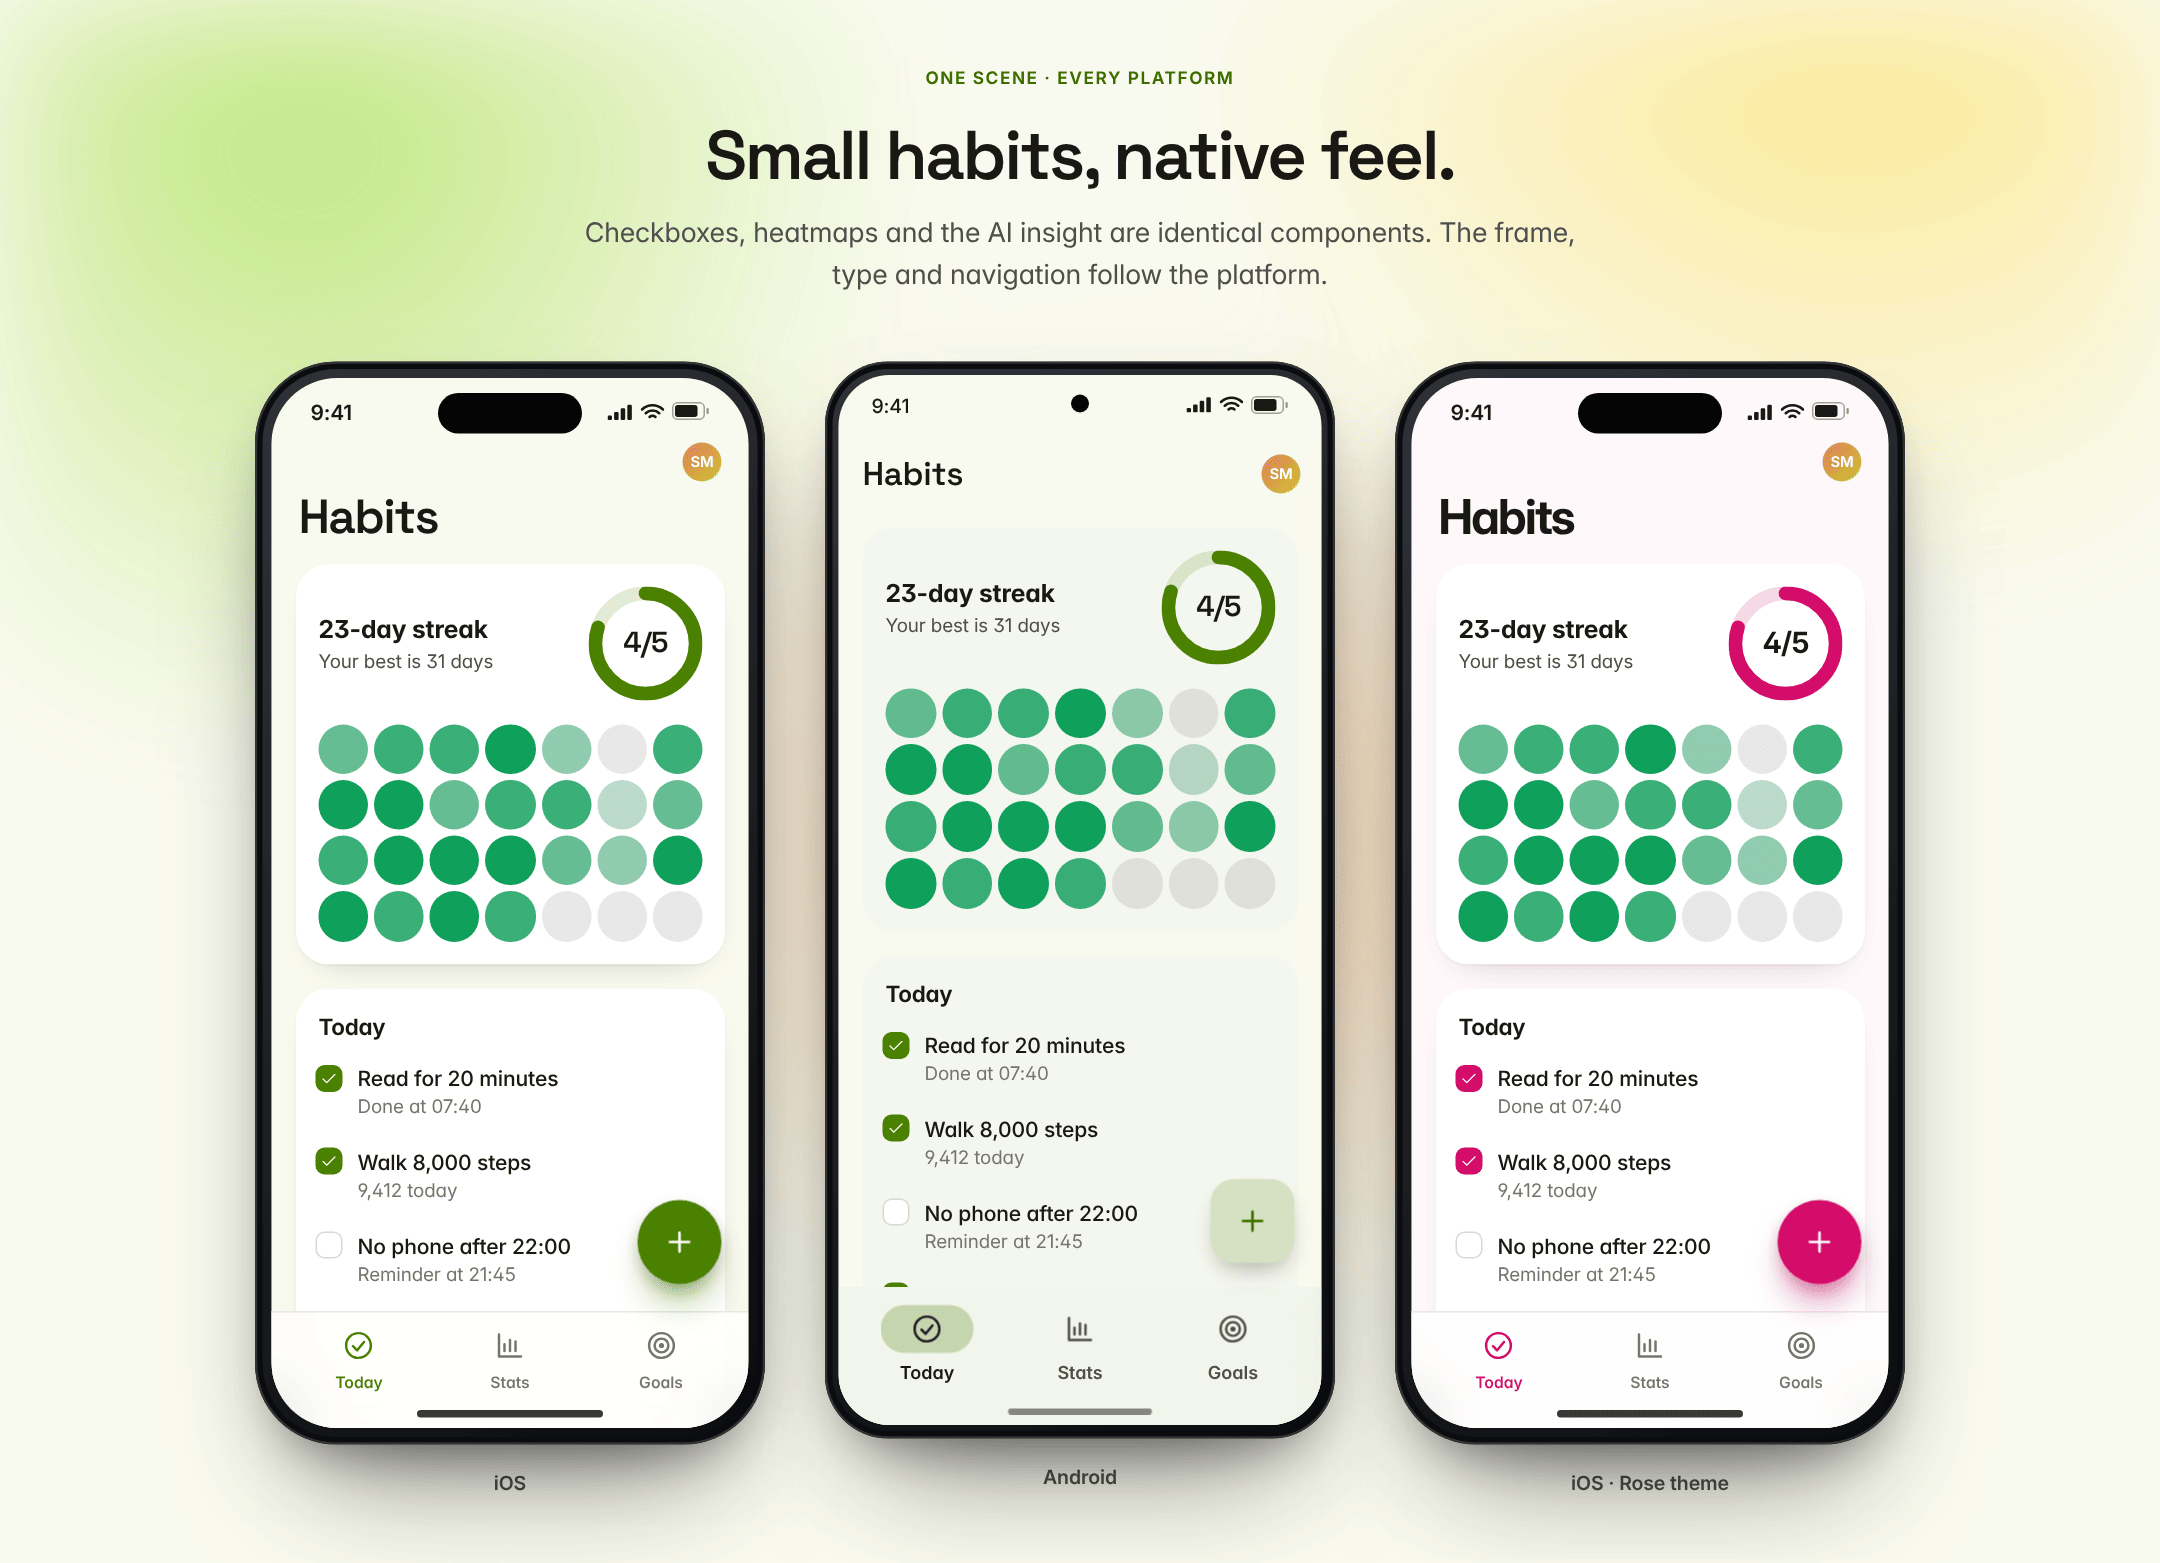 ONE SCENE · EVERY PLATFORM
Small habits, native feel.
Checkboxes, heatmaps and the AI insight are identical components. The frame,
type and navigation follow the platform.
9:41
SM
Habits
23-day streak
Your best is 31 days
4/5
Today
Read for 20 minutes
Done at 07:40
Walk 8,000 steps
9,412 today
No phone after 22:00
Reminder at 21:45
Today
Stats
Goals
iOS
9:41
SM
Habits
23-day streak
Your best is 31 days
4/5
Today
Read for 20 minutes
Done at 07:40
Walk 8,000 steps
9,412 today
No phone after 22:00
Reminder at 21:45
Today
Stats
Goals
Android
9:41
SM
Habits
23-day streak
Your best is 31 days
4/5
Today
Read for 20 minutes
Done at 07:40
Walk 8,000 steps
9,412 today
No phone after 22:00
Reminder at 21:45
Today
Stats
Goals
iOS · Rose theme